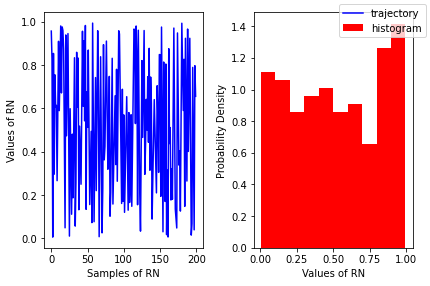 trajectory
histogram
Values of RN
1.0
0.8
0.6
0.4
0.2
0.0
0 50 100 150 200
Samples of RN
Probability Density
1.4
1.2
1.0
0.8
0.6
0.4
0.2
0.0
0.00 0.25 0.50 0.75 1.00
Values of RN